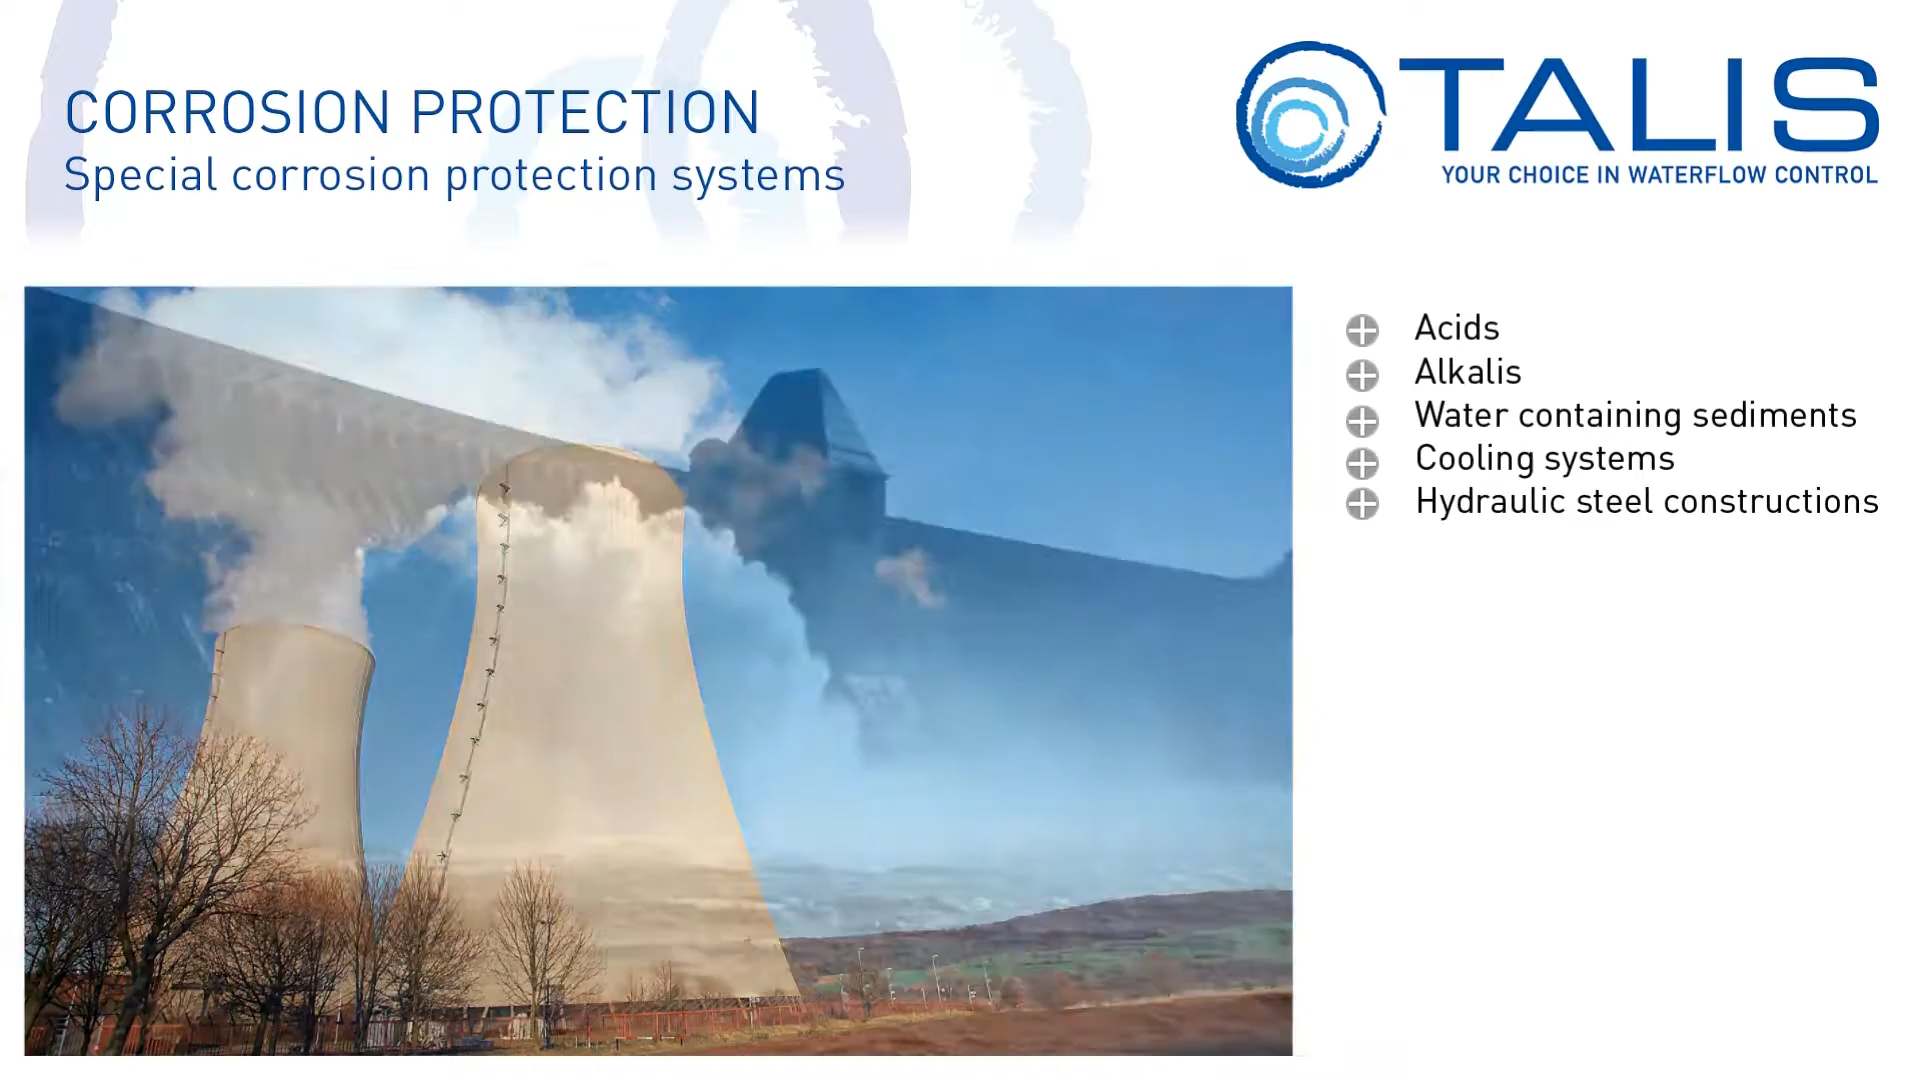 CORROSION PROTECTION
Special corrosion protection systems
TALIS
YOUR CHOICE IN WATERFLOW CONTROL
Acids
Alkalis
Water containing sediments
Cooling systems
Hydraulic steel constructions